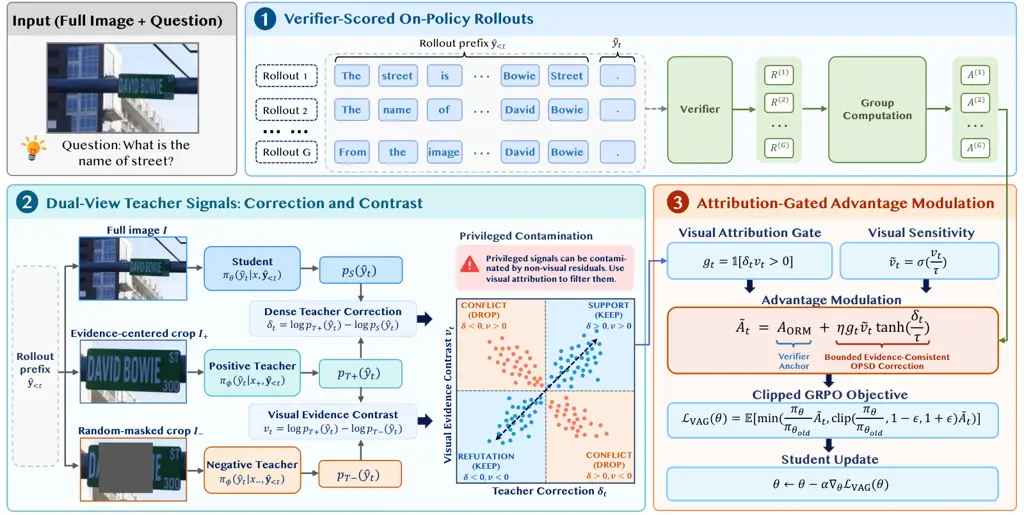 Input (Full Image + Question)
DAVID BOWIE
Question: What is the
name of street?
1 Verifier-Scored On-Policy Rollouts
Rollout prefix ŷ<t
ŷt
Rollout 1
The street is ... Bowie Street .
Rollout 2
The name of ... David Bowie .
... ...
Rollout G
From the image ... David Bowie .
Verifier
R(1)
R(2)
...
R(G)
Group
Computation
A(1)
A(2)
...
A(G)
2 Dual-View Teacher Signals: Correction and Contrast
Rollout
prefix
ŷ<t
Full image I
DAVID BOWIE
Student
πθ(ŷt|x,ŷ<t)
pS(ŷt)
Dense Teacher Correction
δt = log pT+(ŷt) − log pS(ŷt)
Evidence-centered crop I+
DAVID BOWIE ST
300
Positive Teacher
πϕ(ŷt|x+,ŷ<t)
pT+(ŷt)
Visual Evidence Contrast
vt = log pT+(ŷt) − log pT−(ŷt)
Random-masked crop I−
ST
300
Negative Teacher
πϕ(ŷt|x−,ŷ<t)
pT−(ŷt)
Privileged Contamination
Privileged signals can be contami-
nated by non-visual residuals. Use
visual attribution to filter them.
Visual Evidence Contrast vt
CONFLICT
(DROP)
δ < 0, v > 0
SUPPORT
(KEEP)
δ > 0, v > 0
REFUTATION
(KEEP)
δ < 0, v < 0
CONFLICT
(DROP)
δ > 0, v < 0
Teacher Correction δt
3 Attribution-Gated Advantage Modulation
Visual Attribution Gate
gt = 𝟙[δtvt > 0]
Visual Sensitivity
ṽt = σ(vt/τ)
Advantage Modulation
Ãt = AORM + ηgtṽt tanh(δt/τ)
Verifier
Anchor
Bounded Evidence-Consistent
OPSD Correction
Clipped GRPO Objective
ℒVAG(θ) = 𝔼[min(πθ/πθold Ât, clip(πθ/πθold, 1 − ϵ, 1 + ϵ)Ât)]
Student Update
θ ← θ − α∇θℒVAG(θ)